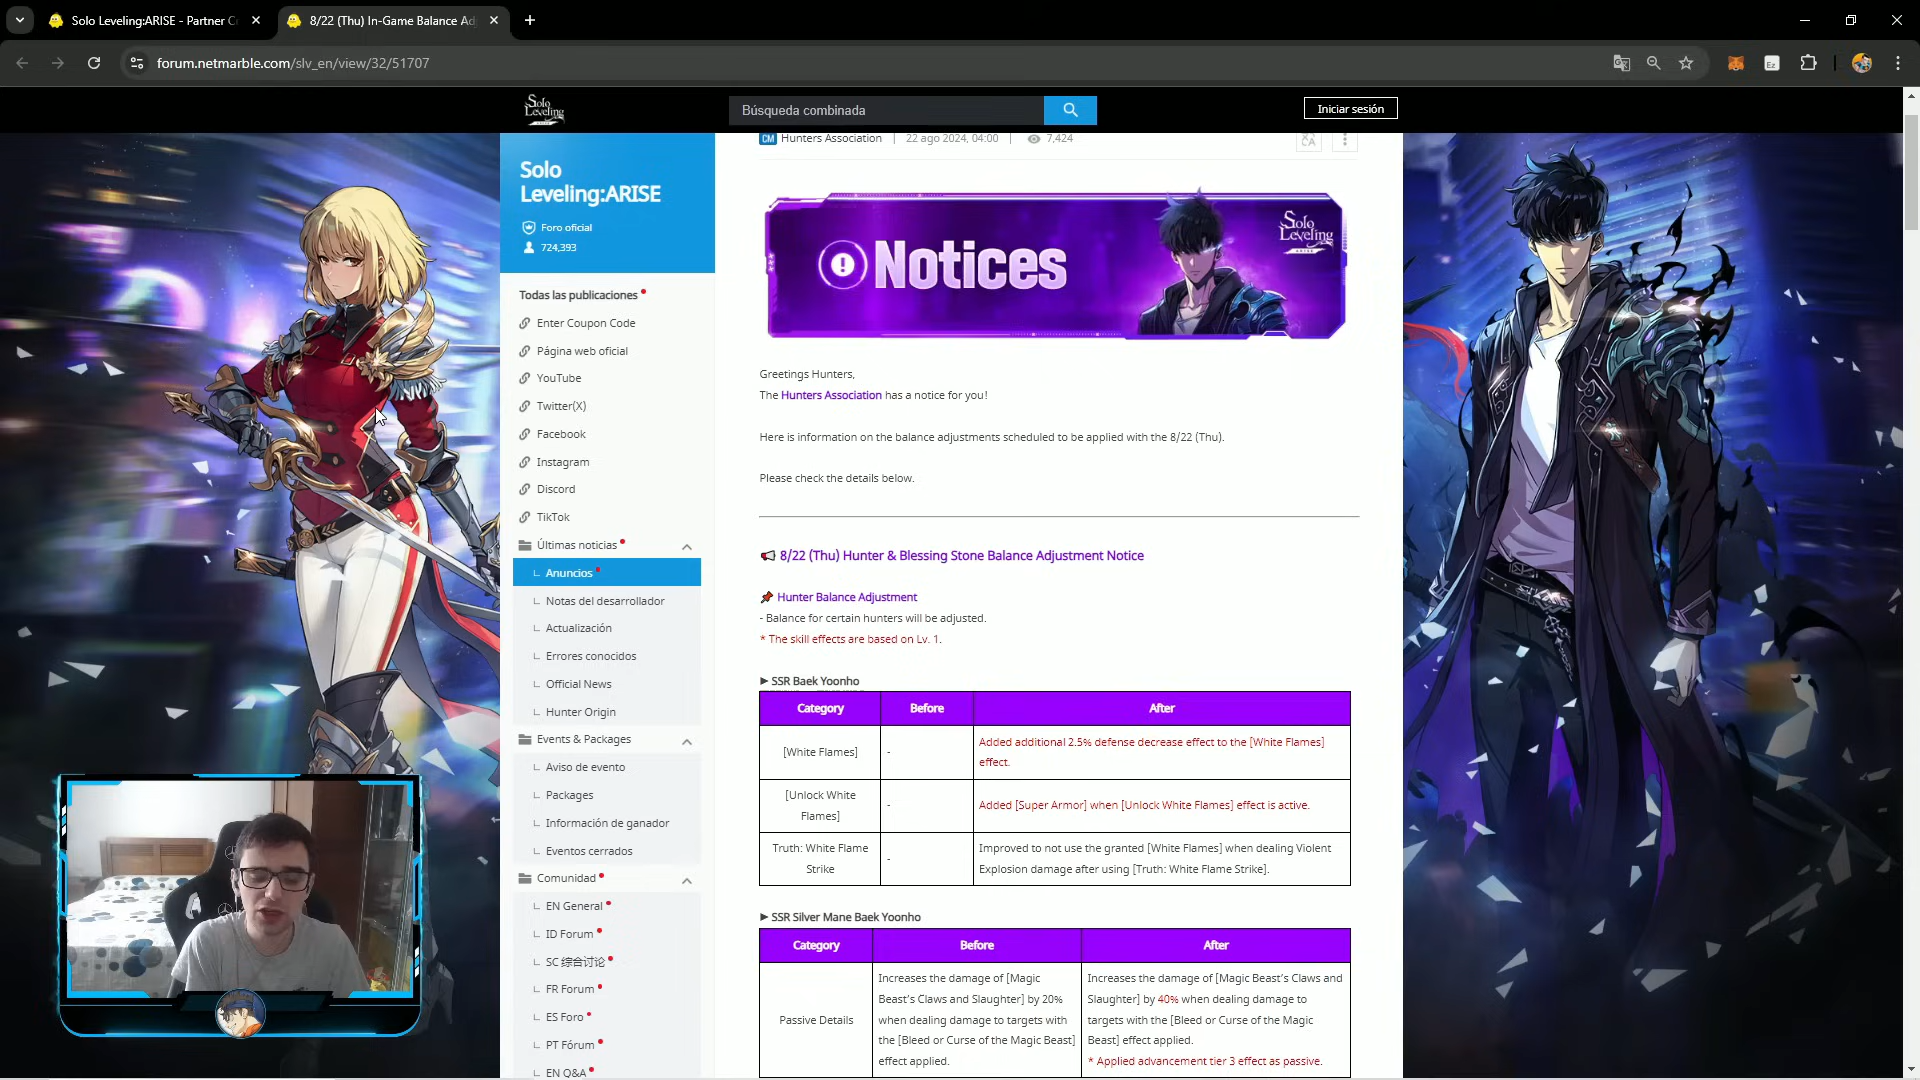 Solo Leveling:ARISE - Partner C
8/22 (Thu) In-Game Balance Ad
forum.netmarble.com/slv_en/view/32/51707
Solo
Leveling
Búsqueda combinada
Iniciar sesión
Solo
Leveling:ARISE
Foro oficial
724,393
Todas las publicaciones
Enter Coupon Code
Página web oficial
YouTube
Twitter(X)
Facebook
Instagram
Discord
TikTok
Últimas noticias
Anuncios
Notas del desarrollador
Actualización
Errores conocidos
Official News
Hunter Origin
Events & Packages
Aviso de evento
Packages
Información de ganador
Eventos cerrados
Comunidad
EN General
ID Forum
SC 综合讨论
FR Forum
ES Foro
PT Fórum
EN Q&A
CM Hunters Association | 22 ago 2024, 04:00 | 7,424
Notices
Solo
Leveling
Greetings Hunters,
The Hunters Association has a notice for you!
Here is information on the balance adjustments scheduled to be applied with the 8/22 (Thu).
Please check the details below.
8/22 (Thu) Hunter & Blessing Stone Balance Adjustment Notice
Hunter Balance Adjustment
- Balance for certain hunters will be adjusted.
* The skill effects are based on Lv. 1.
▶ SSR Baek Yoonho
Category Before After
[White Flames] - Added additional 2.5% defense decrease effect to the [White Flames]
effect.
[Unlock White
Flames] - Added [Super Armor] when [Unlock White Flames] effect is active.
Truth: White Flame
Strike - Improved to not use the granted [White Flames] when dealing Violent
Explosion damage after using [Truth: White Flame Strike].
▶ SSR Silver Mane Baek Yoonho
Category Before After
Passive Details
Increases the damage of [Magic
Beast's Claws and Slaughter] by 20%
when dealing damage to targets with
the [Bleed or Curse of the Magic Beast]
effect applied.
Increases the damage of [Magic Beast's Claws and
Slaughter] by 40% when dealing damage to
targets with the [Bleed or Curse of the Magic
Beast] effect applied.
* Applied advancement tier 3 effect as passive.